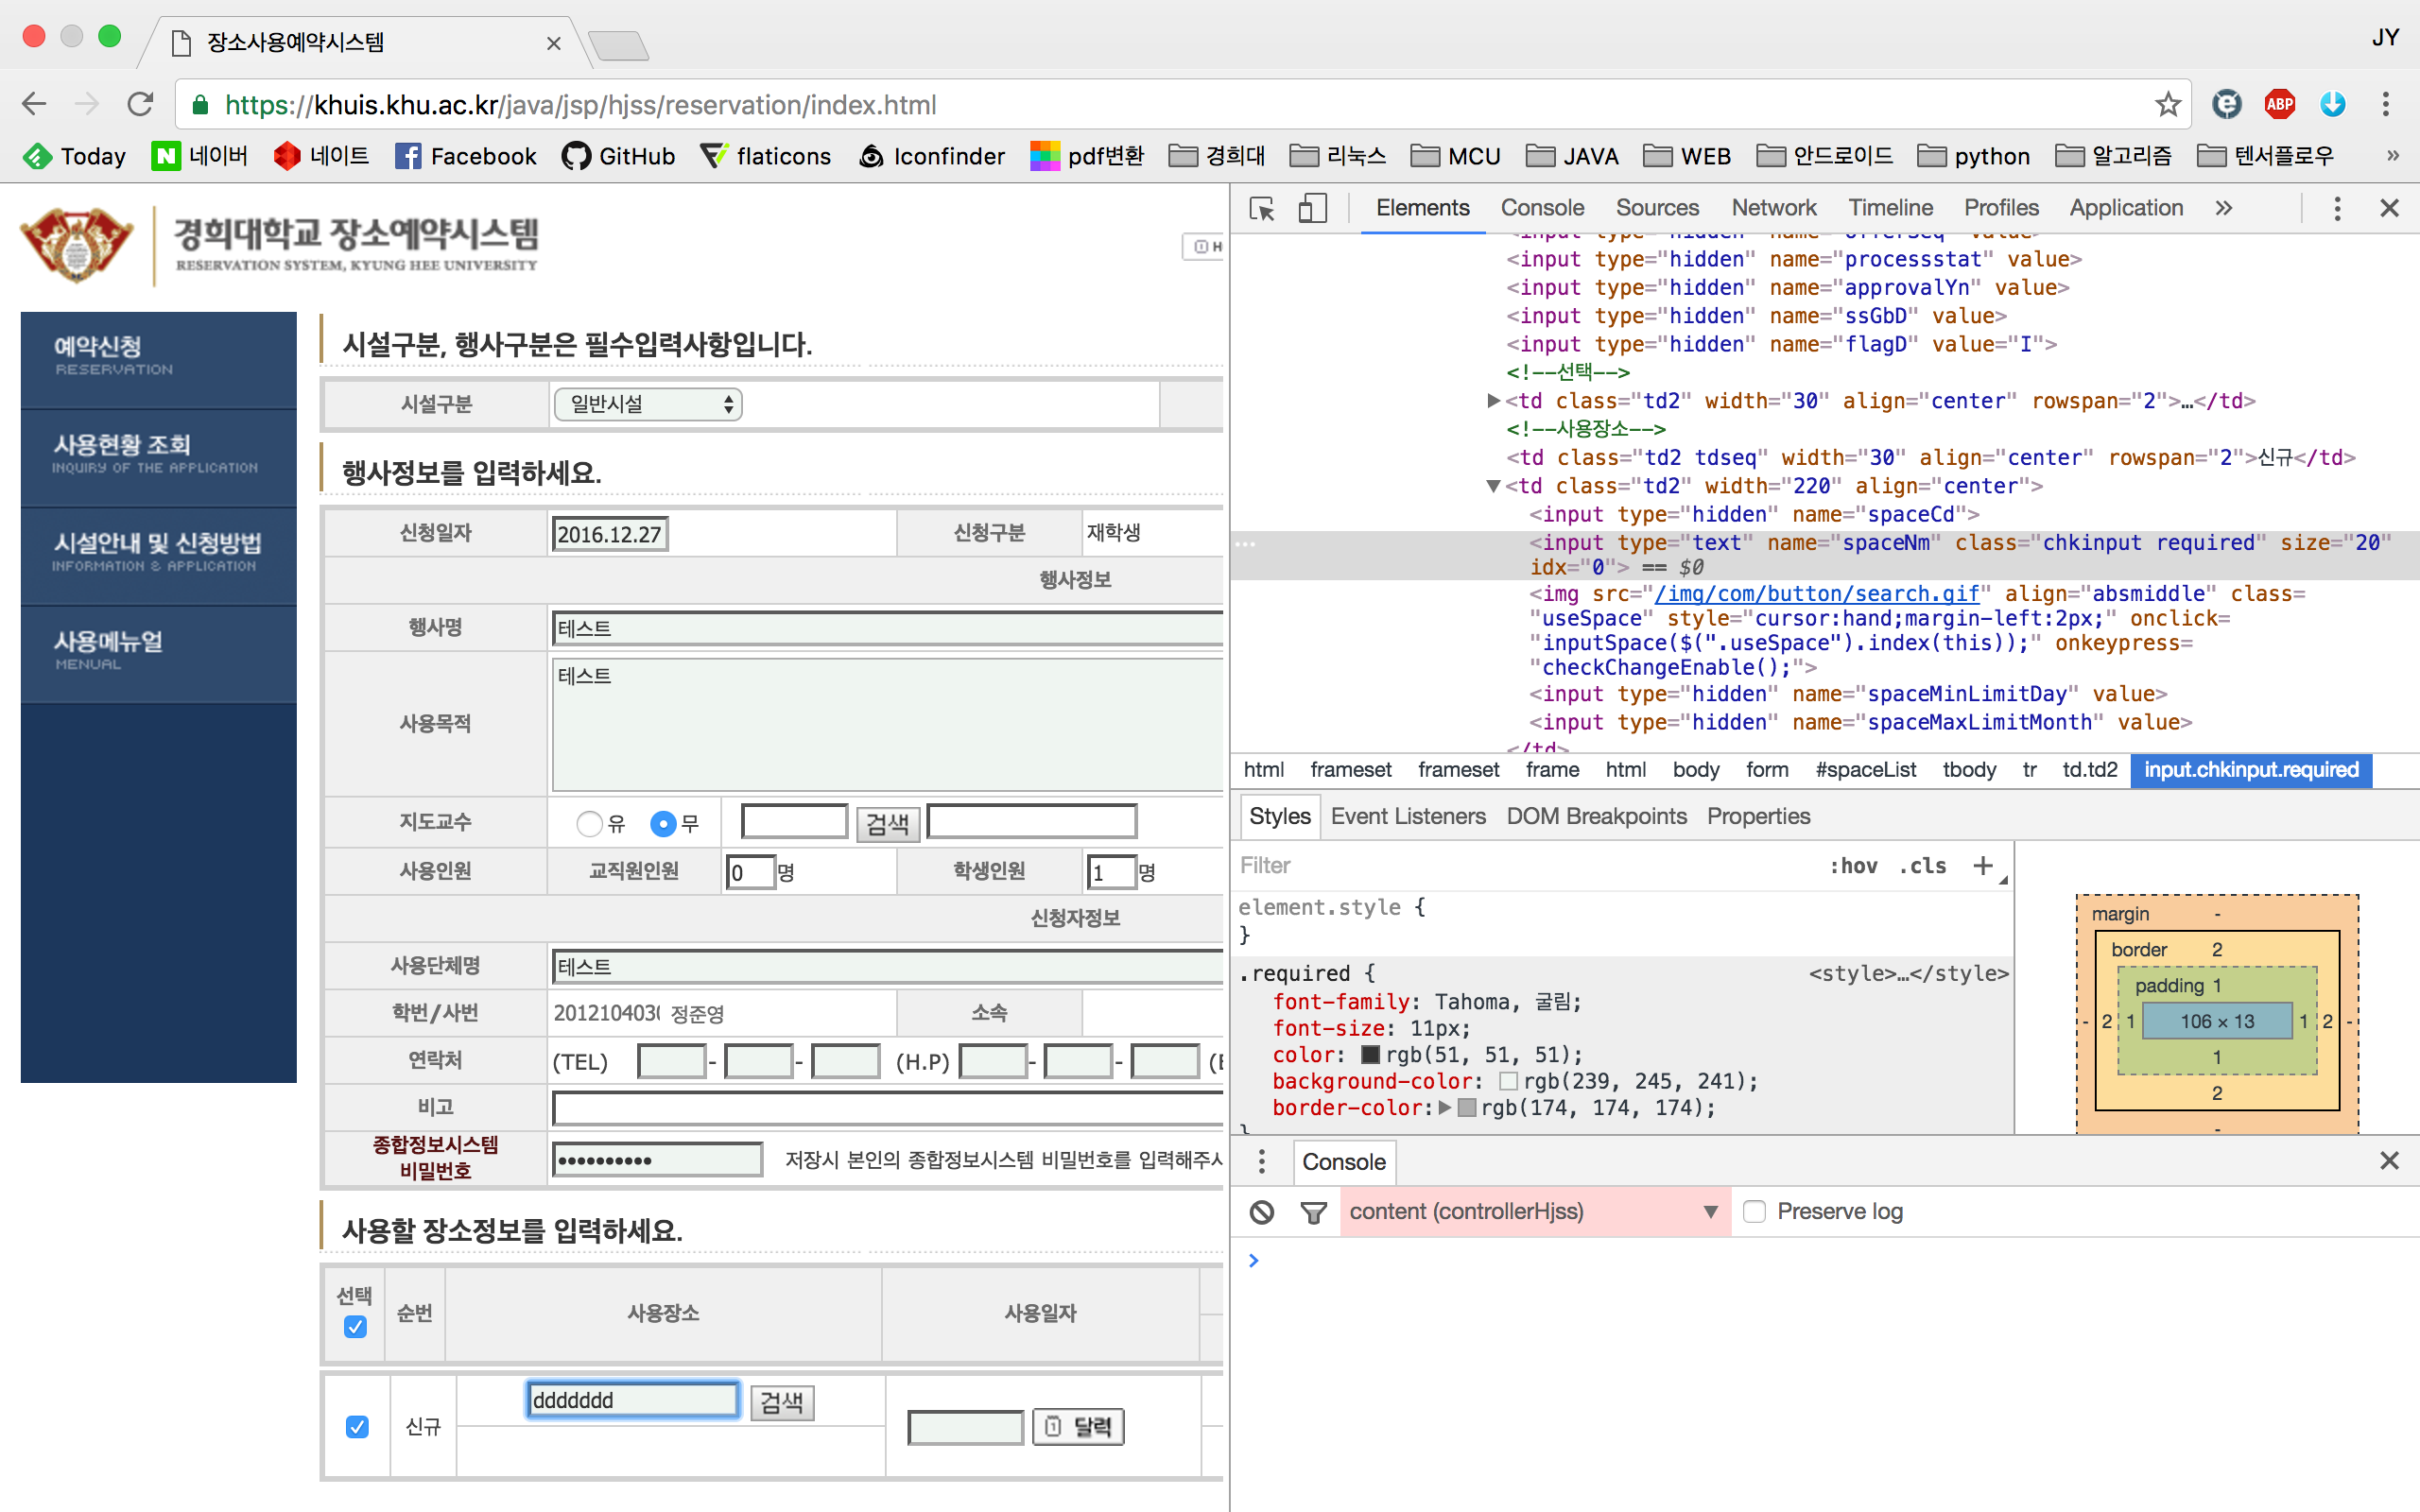 장소사용예약시스템
JY
https://khuis.khu.ac.kr/java/jsp/hjss/reservation/index.html
ABP
Today 네이버 네이트 Facebook GitHub flaticons Iconfinder pdf변환 경희대 리눅스 MCU JAVA WEB 안드로이드 python 알고리즘 텐서플로우 »
경희대학교 장소예약시스템
RESERVATION SYSTEM, KYUNG HEE UNIVERSITY
예약신청
RESERVATION
사용현황 조회
INQUIRY OF THE APPLICATION
시설안내 및 신청방법
INFORMATION & APPLICATION
사용메뉴얼
MENUAL
시설구분, 행사구분은 필수입력사항입니다.
시설구분 일반시설
행사정보를 입력하세요.
신청일자 2016.12.27 신청구분 재학생
행사정보
행사명 테스트
사용목적 테스트
지도교수 유 무 검색
사용인원 교직원인원 0 명 학생인원 1 명
신청자정보
사용단체명 테스트
학번/사번 201210403 정준영 소속
연락처 (TEL) - - (H.P) - -
비고
종합정보시스템
비밀번호 •••••••••• 저장시 본인의 종합정보시스템 비밀번호를 입력해주
사용할 장소정보를 입력하세요.
선택 순번 사용장소 사용일자
신규 ddddddd 검색 달력
Elements Console Sources Network Timeline Profiles Application »
<input type="hidden" name="offerSeq" value>
<input type="hidden" name="processstat" value>
<input type="hidden" name="approvalYn" value>
<input type="hidden" name="ssGbD" value>
<input type="hidden" name="flagD" value="I">
<!--선택-->
<td class="td2" width="30" align="center" rowspan="2">…</td>
<!--사용장소-->
<td class="td2 tdseq" width="30" align="center" rowspan="2">신규</td>
<td class="td2" width="220" align="center">
<input type="hidden" name="spaceCd">
<input type="text" name="spaceNm" class="chkinput required" size="20"
idx="0"> == $0
<img src="/img/com/button/search.gif" align="absmiddle" class=
"useSpace" style="cursor:hand;margin-left:2px;" onclick=
"inputSpace($(".useSpace").index(this));" onkeypress=
"checkChangeEnable();">
<input type="hidden" name="spaceMinLimitDay" value>
<input type="hidden" name="spaceMaxLimitMonth" value>
</td>
html frameset frameset frame html body form #spaceList tbody tr td.td2 input.chkinput.required
Styles Event Listeners DOM Breakpoints Properties
Filter :hov .cls +
element.style {
}
.required { <style>…</style>
font-family: Tahoma, 굴림;
font-size: 11px;
color: rgb(51, 51, 51);
background-color: rgb(239, 245, 241);
border-color: rgb(174, 174, 174);
}
margin -
border 2
padding 1
- 2 1 106 × 13 1 2 -
1
2
-
Console
content (controllerHjss) Preserve log
>